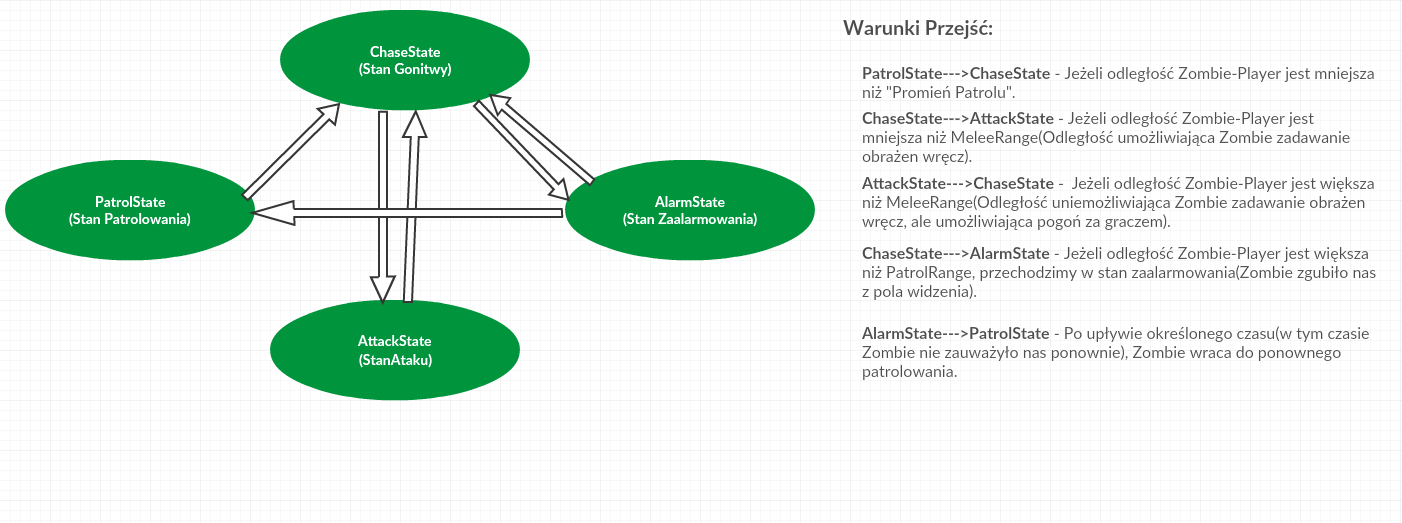 ChaseState
(Stan Gonitwy)
PatrolState
(Stan Patrolowania)
AlarmState
(Stan Zaalarmowania)
AttackState
(StanAtaku)
Warunki Przejść:
PatrolState--->ChaseState - Jeżeli odległość Zombie-Player jest mniejsza
niż "Promień Patrolu".
ChaseState--->AttackState - Jeżeli odległość Zombie-Player jest
mniejsza niż MeleeRange(Odległość umożliwiająca Zombie zadawanie
obrażen wręcz).
AttackState--->ChaseState - Jeżeli odległość Zombie-Player jest większa
niż MeleeRange(Odległość uniemożliwiająca Zombie zadawanie obrażen
wręcz, ale umożliwiająca pogoń za graczem).
ChaseState--->AlarmState - Jeżeli odległość Zombie-Player jest większa
niż PatrolRange, przechodzimy w stan zaalarmowania(Zombie zgubiło nas
z pola widzenia).
AlarmState--->PatrolState - Po upływie określonego czasu(w tym czasie
Zombie nie zauważyło nas ponownie), Zombie wraca do ponownego
patrolowania.